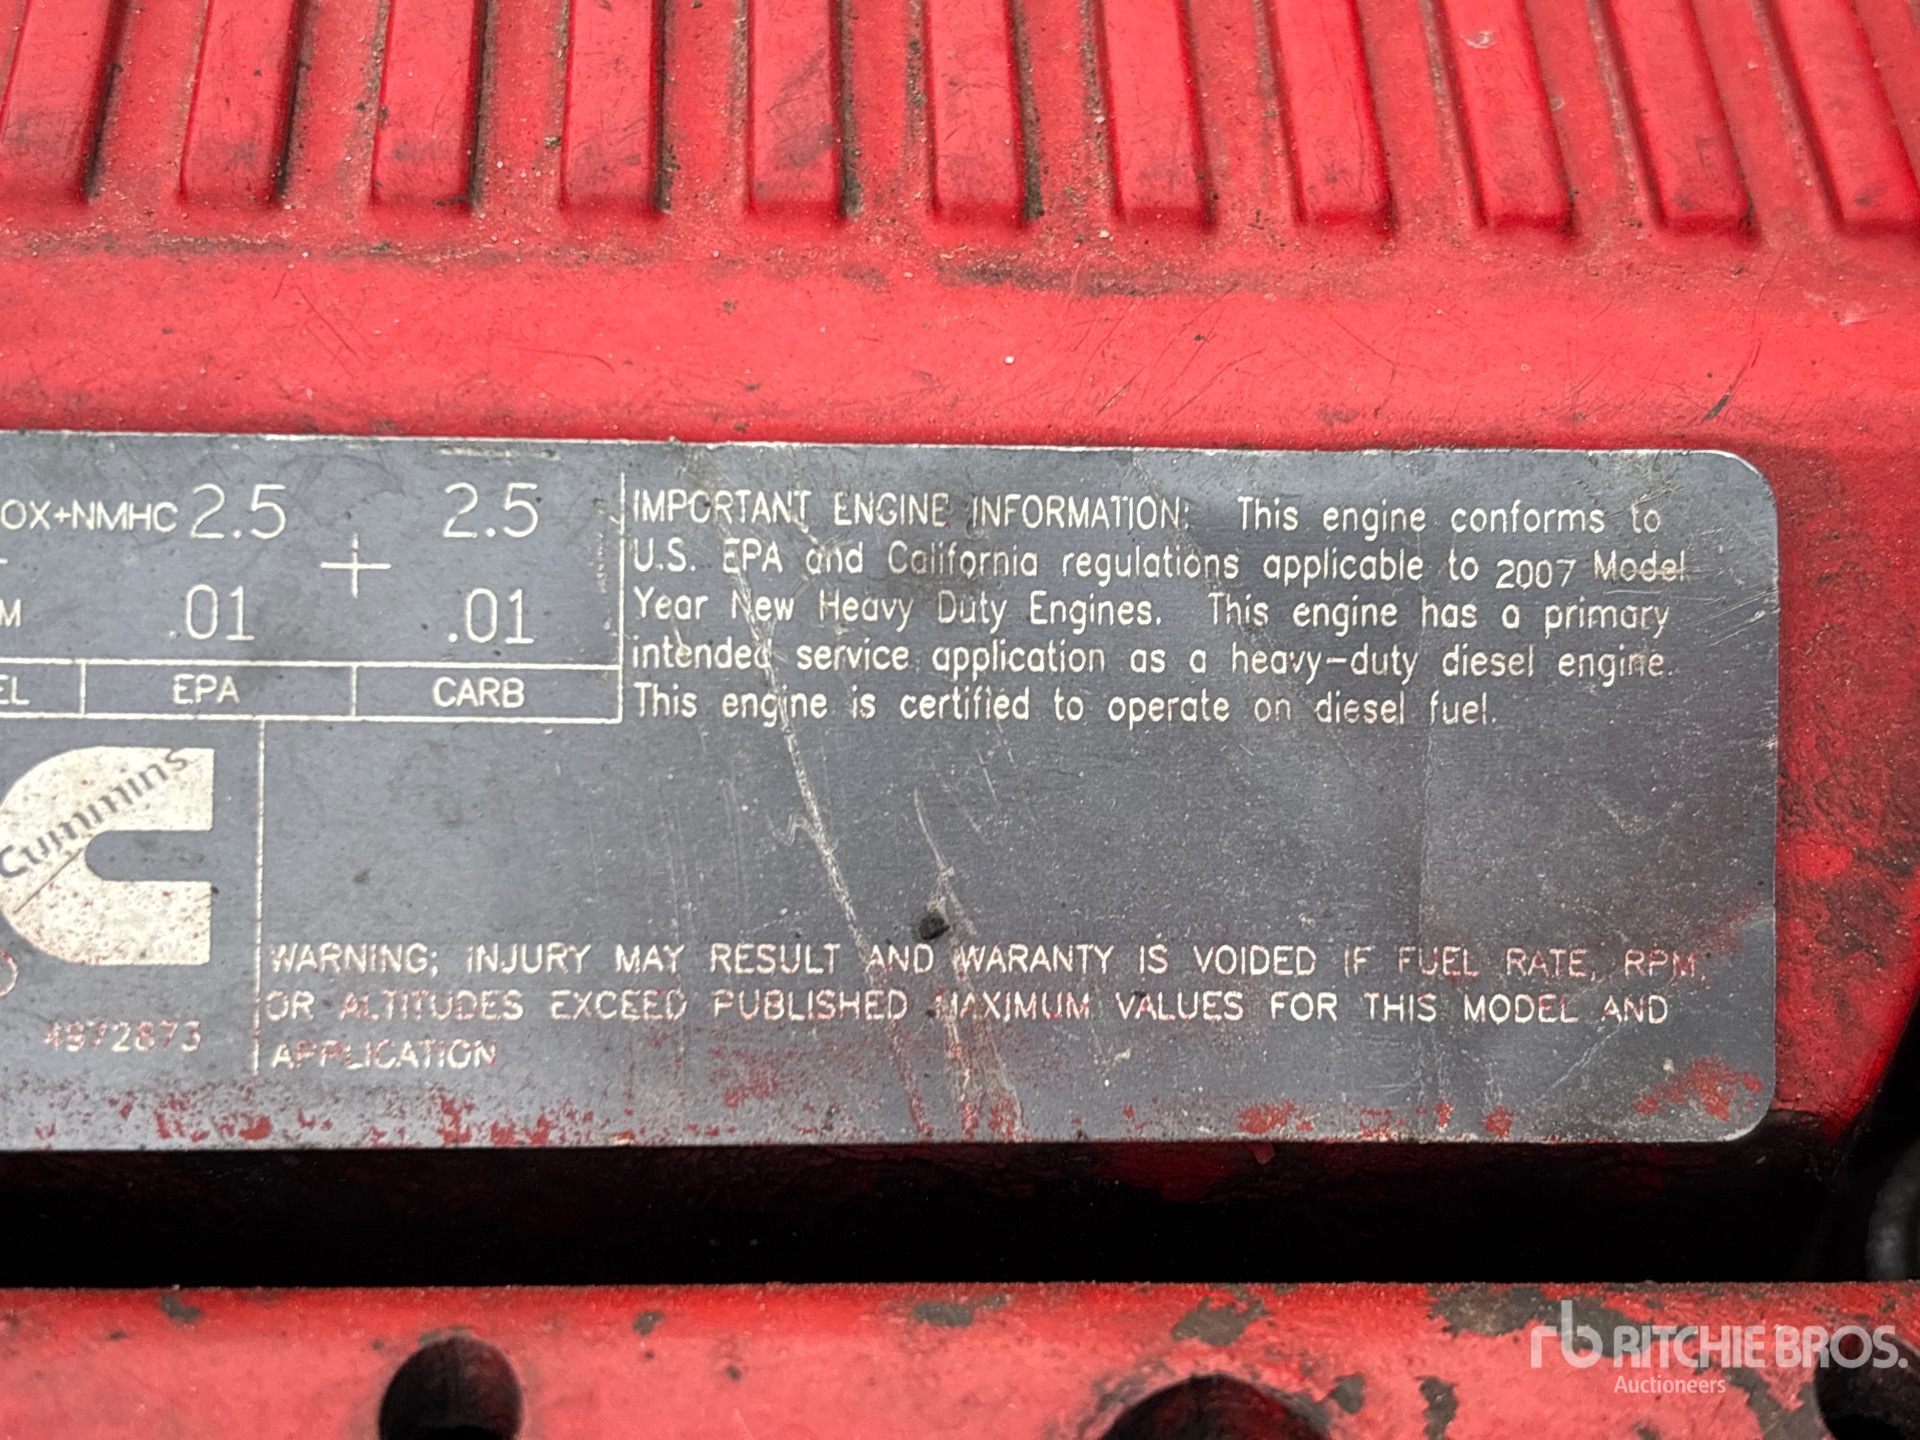 OX+NMHC 2.5 + 2.5
M .01 .01
EL EPA CARB
IMPORTANT ENGINE INFORMATION: This engine conforms to
U.S. EPA and California regulations applicable to 2007 Model
Year New Heavy Duty Engines. This engine has a primary
intended service application as a heavy-duty diesel engine.
This engine is certified to operate on diesel fuel.
Cummins
4972873
WARNING; INJURY MAY RESULT AND WARANTY IS VOIDED IF FUEL RATE, RPM,
OR ALTITUDES EXCEED PUBLISHED MAXIMUM VALUES FOR THIS MODEL AND
APPLICATION
rb RITCHIE BROS.
Auctioneers